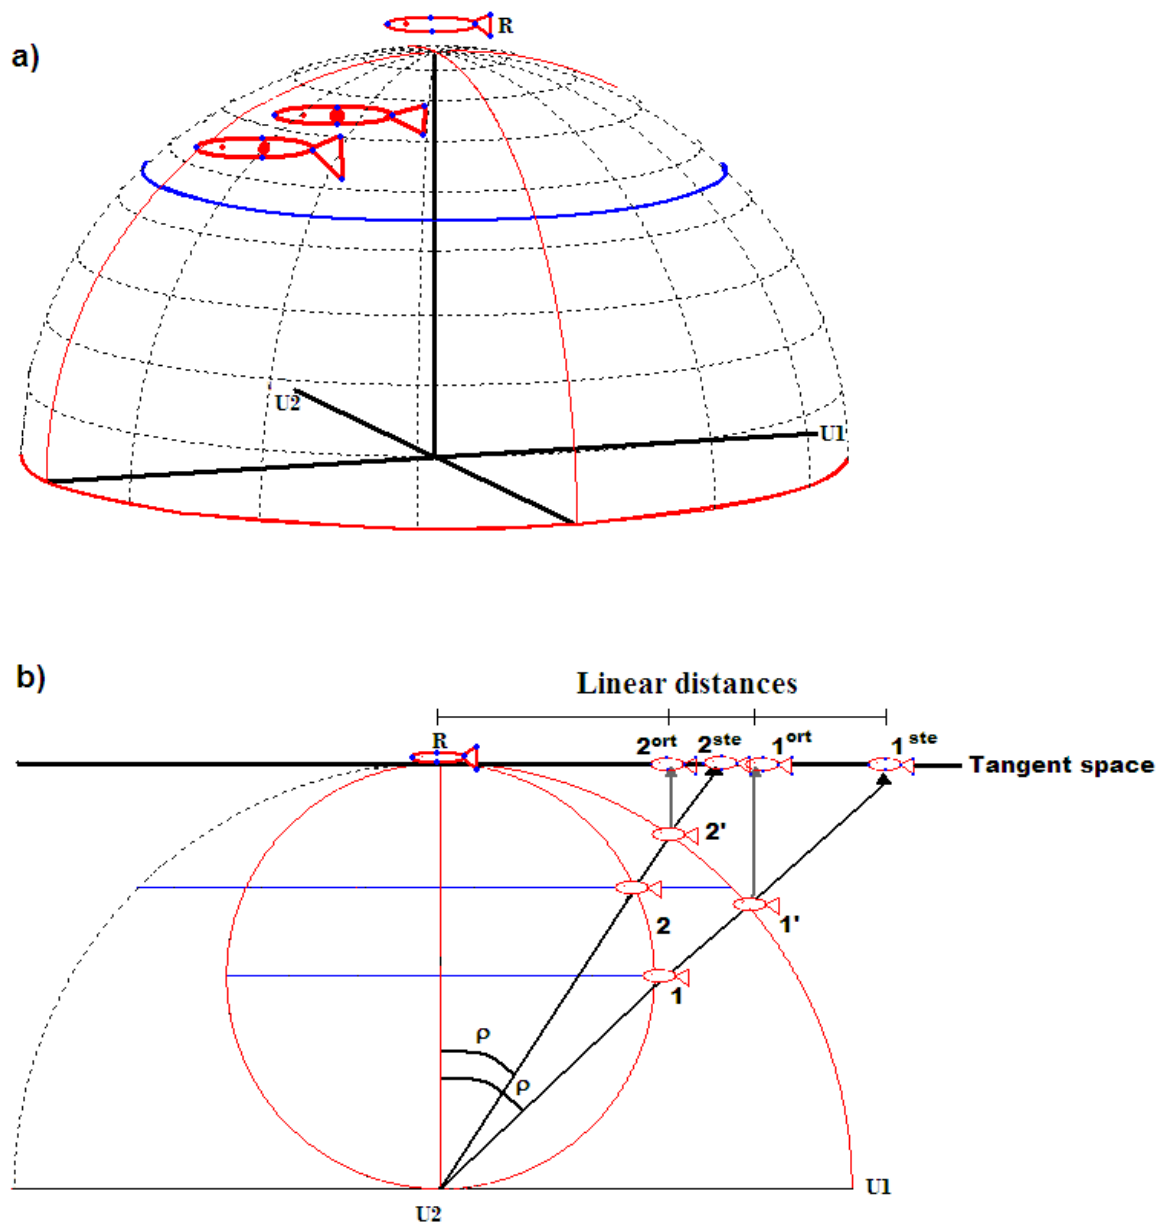 a)
R
U2
U1
b)
Linear distances
R
2ort 2ste 1ort 1ste
Tangent space
2'
2
1'
1
ρ
ρ
U1
U2